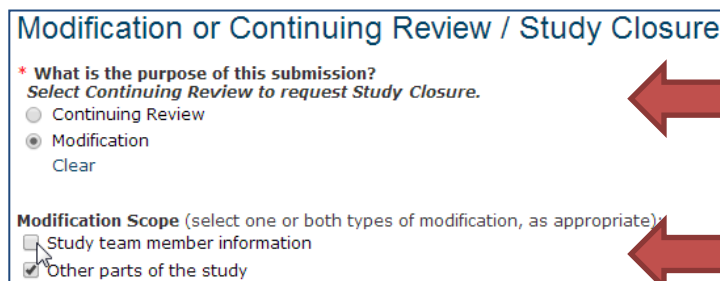 Modification or Continuing Review / Study Closure
* What is the purpose of this submission?
Select Continuing Review to request Study Closure.
Continuing Review
Modification
Clear
Modification Scope (select one or both types of modification, as appropriate):
Study team member information
Other parts of the study